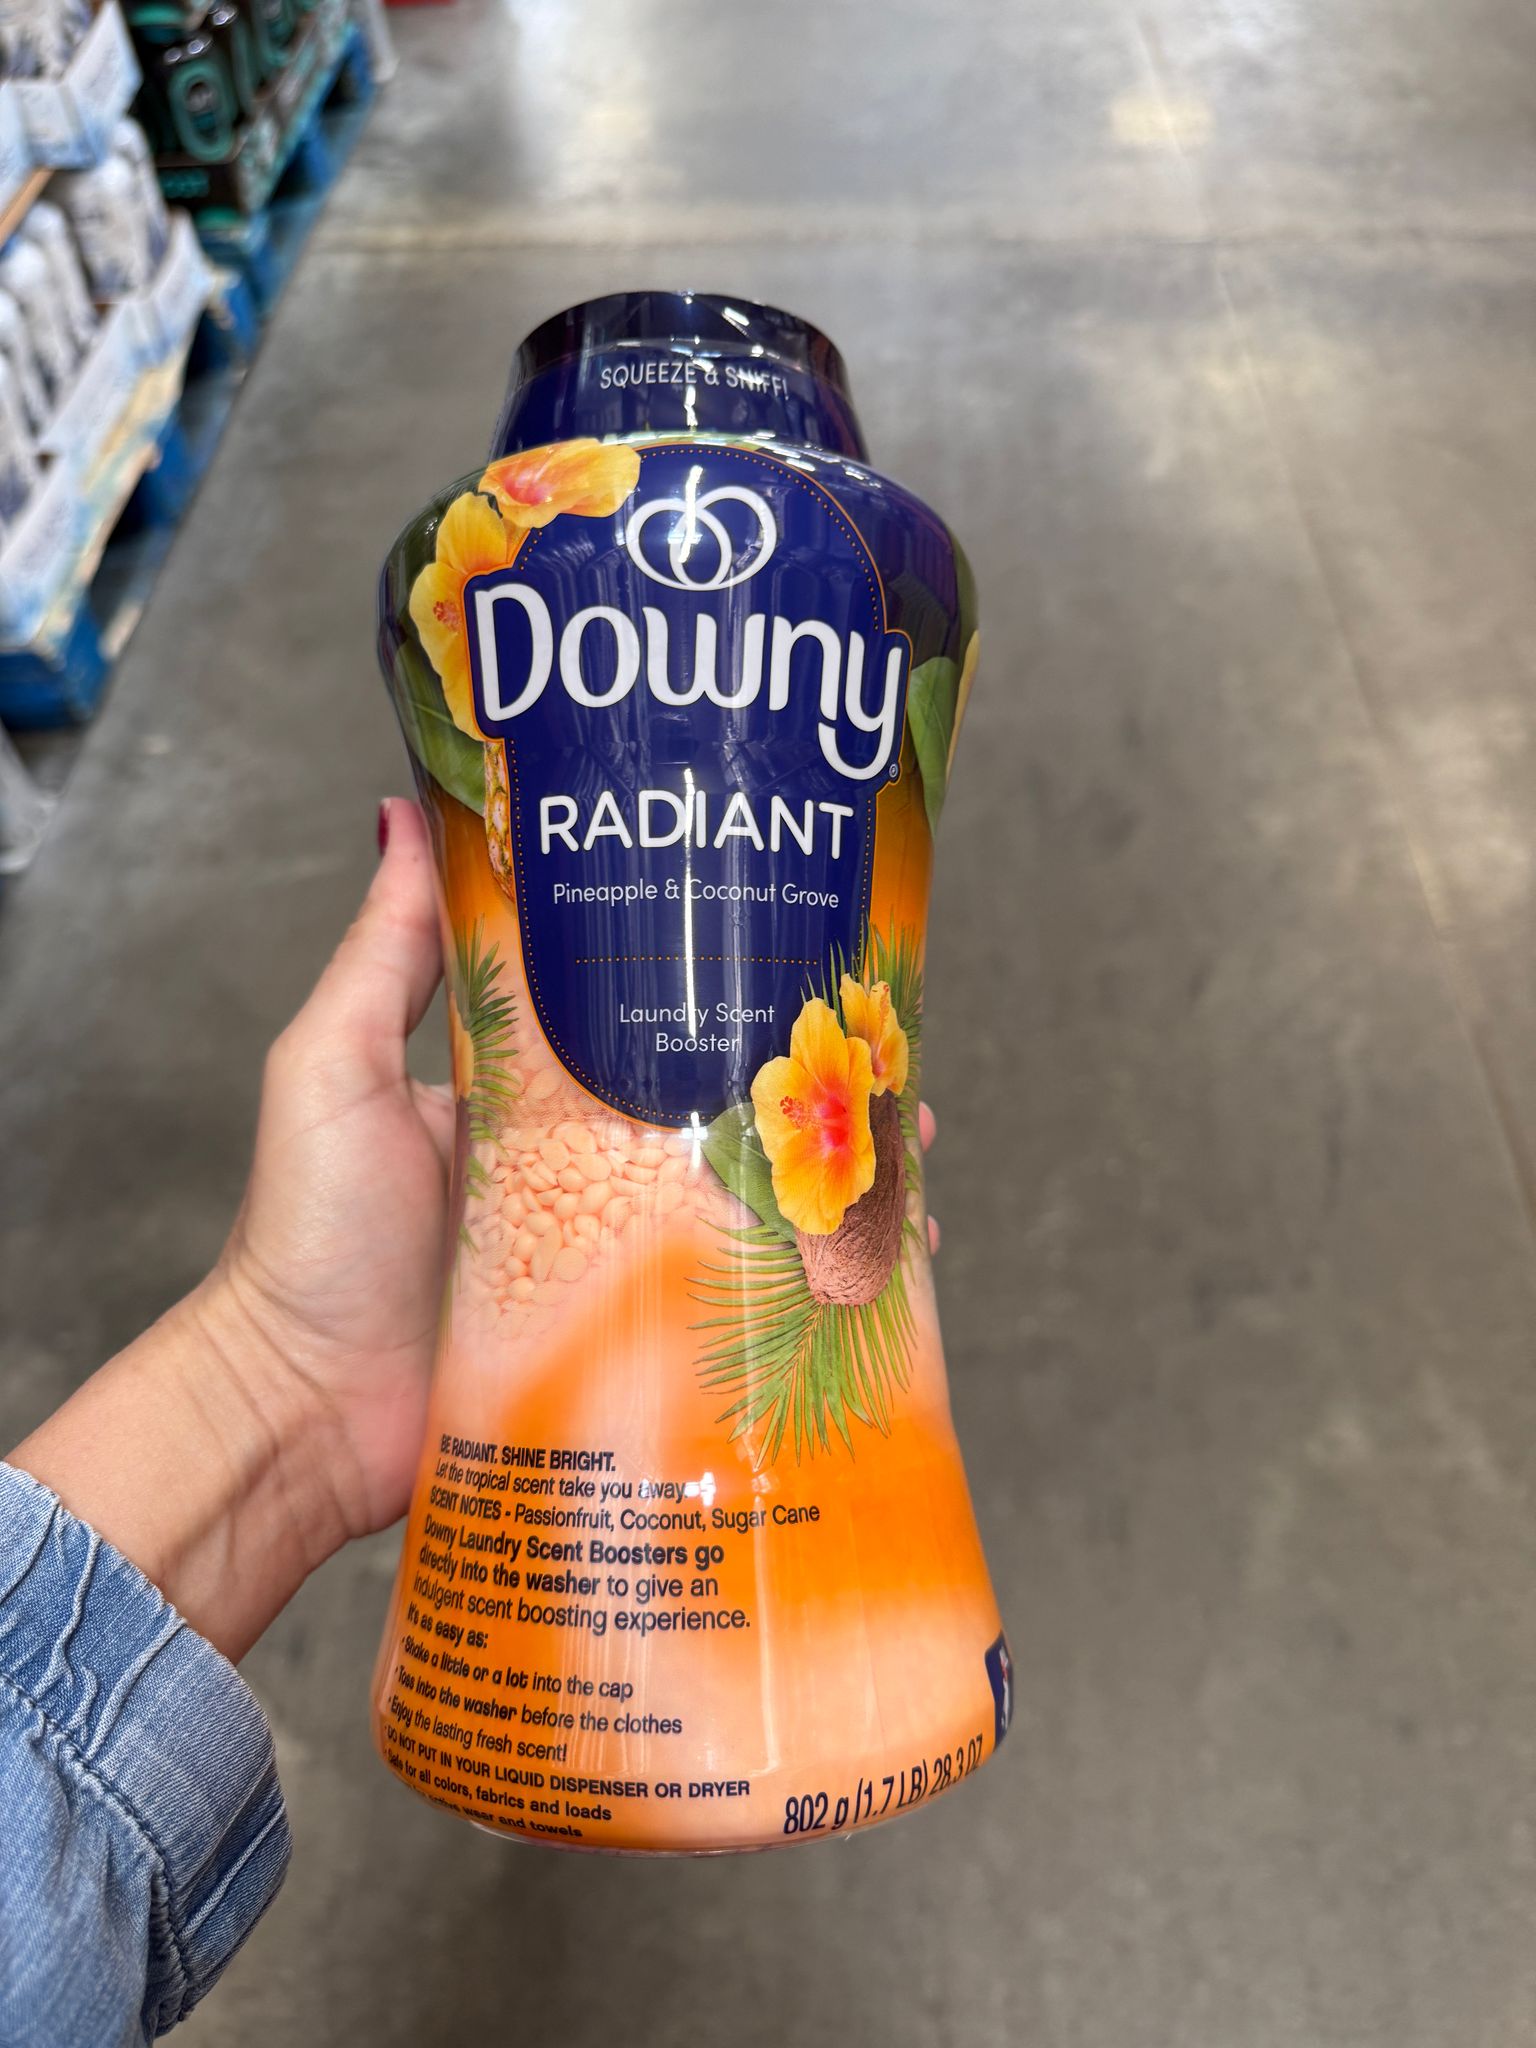 SQUEEZE & SNIFF!
Downy®
RADIANT
Pineapple & Coconut Grove
Laundry Scent
Booster
BE RADIANT. SHINE BRIGHT.
Let the tropical scent take you away
SCENT NOTES - Passionfruit, Coconut, Sugar Cane
Downy Laundry Scent Boosters go
directly into the washer to give an
indulgent scent boosting experience.
It's as easy as:
• Shake a little or a lot into the cap
• Toss into the washer before the clothes
• Enjoy the lasting fresh scent!
• DO NOT PUT IN YOUR LIQUID DISPENSER OR DRYER
• Safe for all colors, fabrics and loads
active wear and towels
802 g (1.7 LB) 28.3 OZ